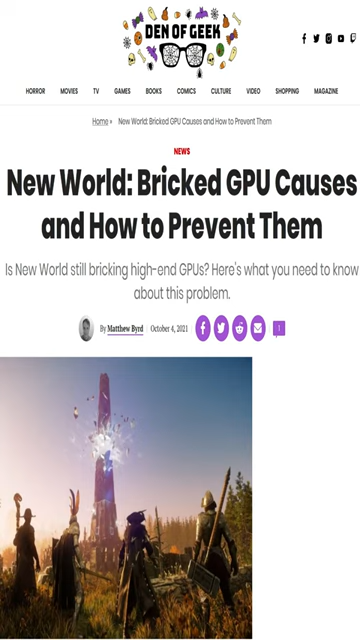 DEN OF GEEK
HORROR MOVIES TV GAMES BOOKS COMICS CULTURE VIDEO SHOPPING MAGAZINE
Home » New World: Bricked GPU Causes and How to Prevent Them
NEWS
New World: Bricked GPU Causes
and How to Prevent Them
Is New World still bricking high-end GPUs? Here's what you need to know
about this problem.
By Matthew Byrd | October 4, 2021
1